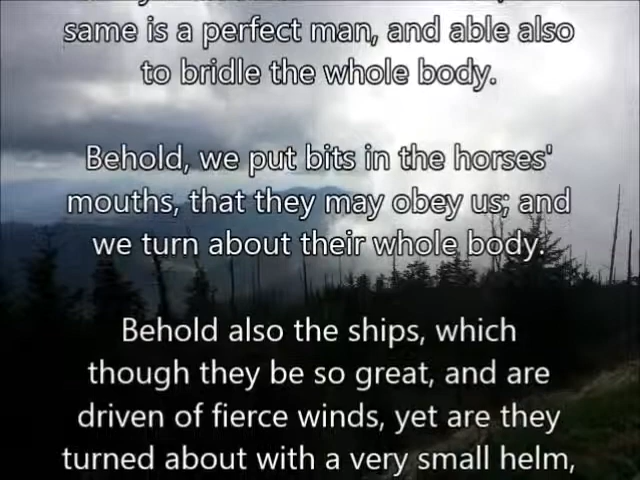 same is a perfect man, and able also
to bridle the whole body.
Behold, we put bits in the horses'
mouths, that they may obey us; and
we turn about their whole body.
Behold also the ships, which
though they be so great, and are
driven of fierce winds, yet are they
turned about with a very small helm,